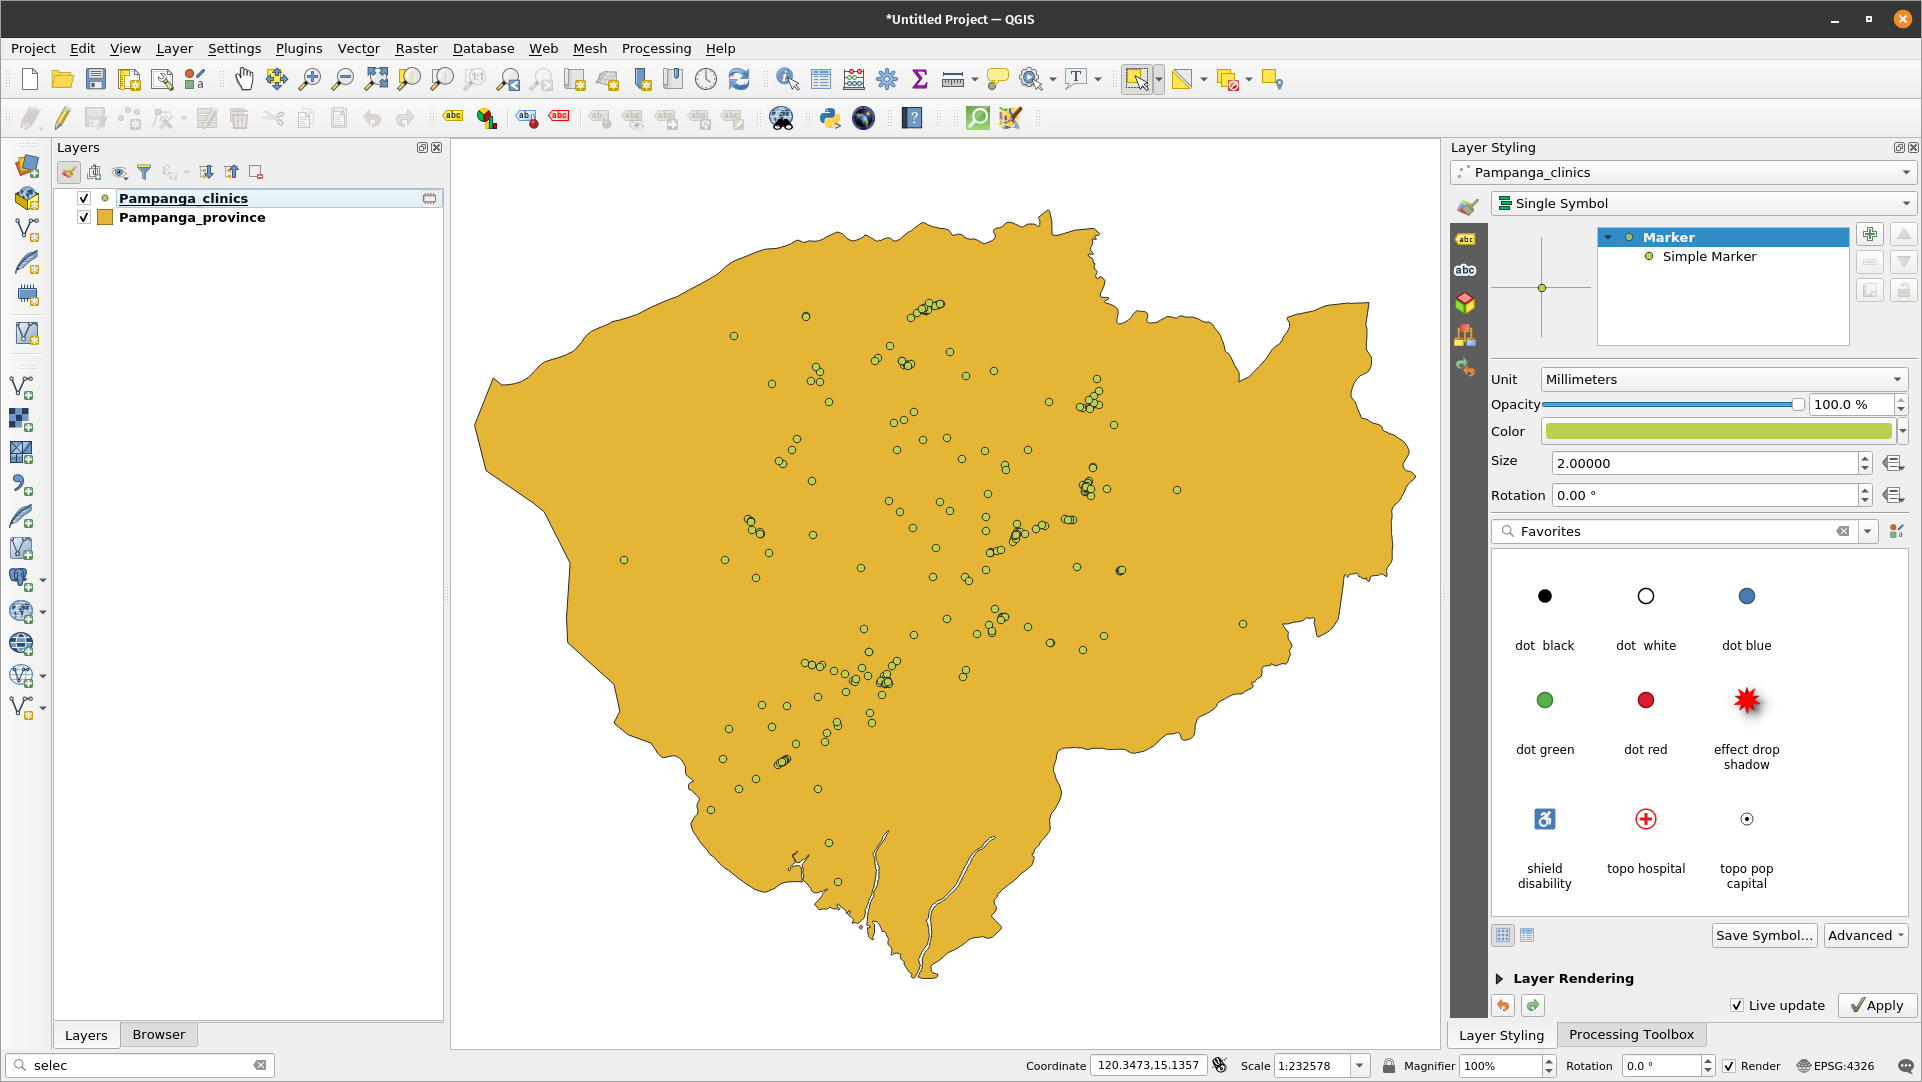 *Untitled Project — QGIS
Project Edit View Layer Settings Plugins Vector Raster Database Web Mesh Processing Help
Layers
Pampanga_clinics
Pampanga_province
Layers Browser
selec
Layer Styling
Pampanga_clinics
Single Symbol
Marker
Simple Marker
Unit Millimeters
Opacity 100.0 %
Color
Size 2.00000
Rotation 0.00 °
Favorites
dot  black dot  white dot blue
dot green dot red effect drop
shadow
shield topo hospital topo pop
disability capital
Save Symbol... Advanced
Layer Rendering
Live update Apply
Layer Styling Processing Toolbox
Coordinate 120.3473,15.1357 Scale 1:232578 Magnifier 100% Rotation 0.0 ° Render EPSG:4326